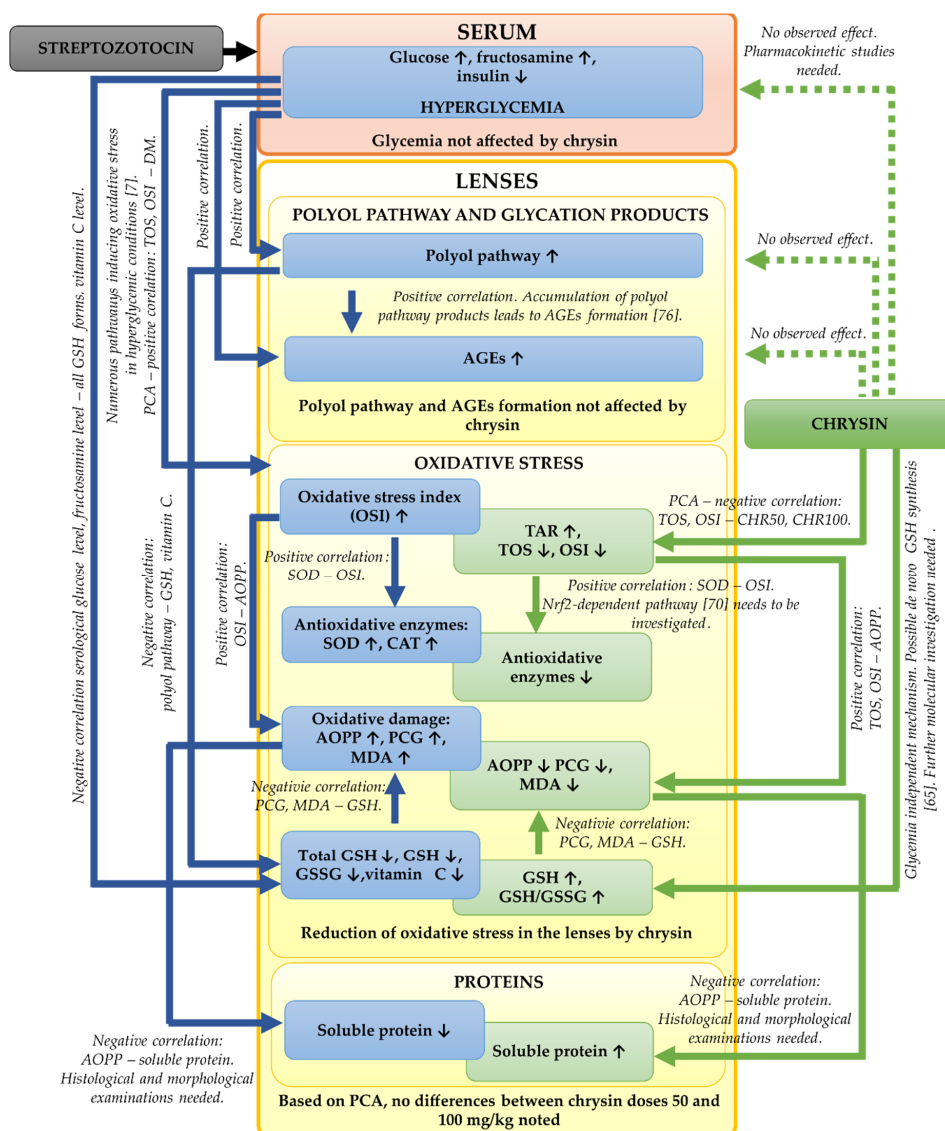 STREPTOZOTOCIN
SERUM
Glucose ↑, fructosamine ↑,
insulin ↓
HYPERGLYCEMIA
Glycemia not affected by chrysin
No observed effect.
Pharmacokinetic studies
needed.
Negative correlation serological glucose level, fructosamine level – all GSH forms, vitamin C level.
Numerous pathwauys inducing oxidative stress
in hyperglycemic conditions [7].
PCA – positive corelation: TOS, OSI – DM.
Positive correlation.
Positive correlation.
LENSES
POLYOL PATHWAY AND GLYCATION PRODUCTS
Polyol pathway ↑
No observed effect.
Positive correlation. Accumulation of polyol
pathway products leads to AGEs formation [76].
AGEs ↑
No observed effect.
Polyol pathway and AGEs formation not affected by
chrysin
CHRYSIN
OXIDATIVE STRESS
Oxidative stress index
(OSI) ↑
TAR ↑,
TOS ↓, OSI ↓
PCA – negative correlation:
TOS, OSI – CHR50, CHR100.
Positive correlation :
SOD – OSI.
Positive correlation : SOD – OSI.
Nrf2-dependent pathway [70] needs to be
investigated.
Antioxidative enzymes:
SOD ↑, CAT ↑
Antioxidative
enzymes ↓
Negative correlation:
polyol pathway – GSH, vitamin C.
Positive correlation:
OSI – AOPP.
Positive correlation:
TOS, OSI – AOPP.
Glycemia independent mechanism. Possible de novo GSH synthesis
[65]. Further molecular investigation needed.
Oxidative damage:
AOPP ↑, PCG ↑,
MDA ↑
AOPP ↓ PCG ↓,
MDA ↓
Negativie correlation:
PCG, MDA – GSH.
Negativie correlation:
PCG, MDA – GSH.
Total GSH ↓, GSH ↓,
GSSG ↓,vitamin C ↓
GSH ↑,
GSH/GSSG ↑
Reduction of oxidative stress in the lenses by chrysin
PROTEINS
Soluble protein ↓
Soluble protein ↑
Negative correlation:
AOPP – soluble protein.
Histological and morphological
examinations needed.
Negative correlation:
AOPP – soluble protein.
Histological and morphological
examinations needed.
Based on PCA, no differences between chrysin doses 50 and
100 mg/kg noted